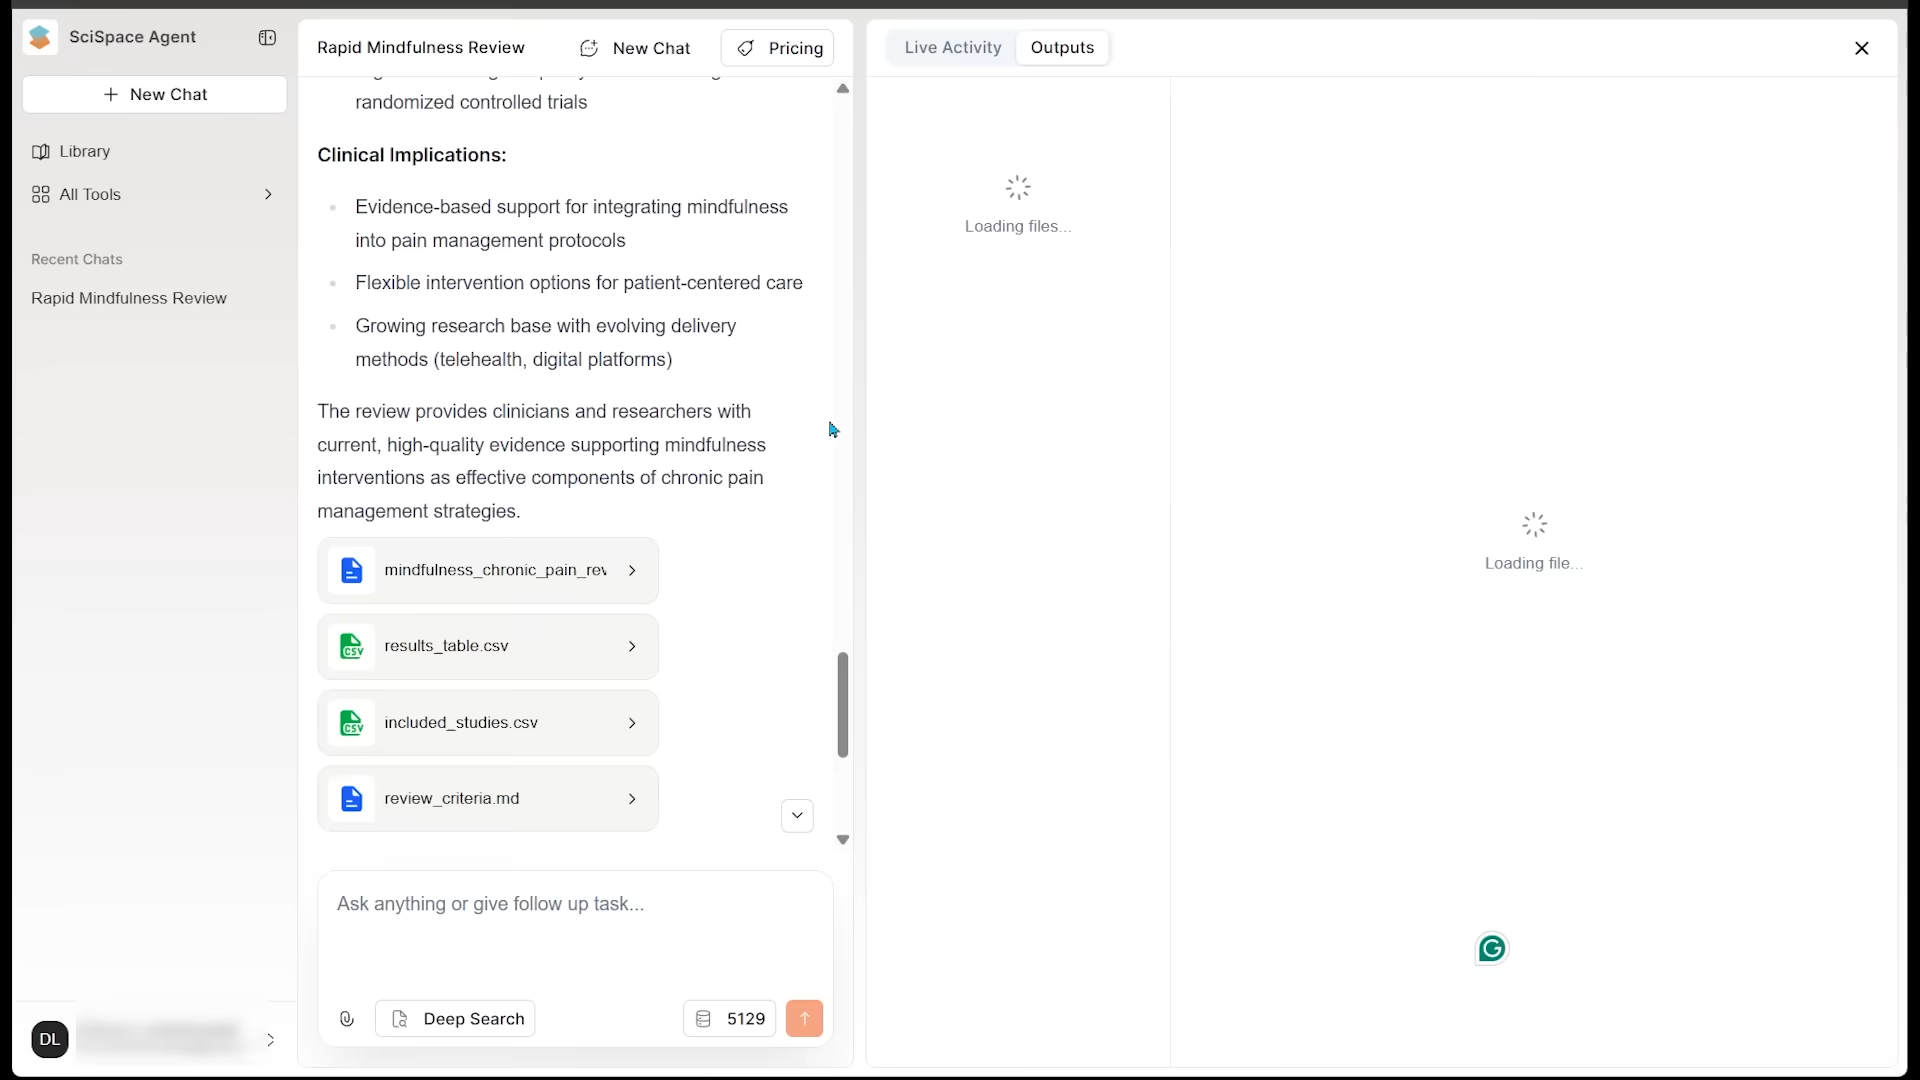 SciSpace Agent
New Chat
Library
All Tools
Recent Chats
Rapid Mindfulness Review
DL
Rapid Mindfulness Review
New Chat
Pricing
randomized controlled trials
Clinical Implications:
Evidence-based support for integrating mindfulness
into pain management protocols
Flexible intervention options for patient-centered care
Growing research base with evolving delivery
methods (telehealth, digital platforms)
The review provides clinicians and researchers with
current, high-quality evidence supporting mindfulness
interventions as effective components of chronic pain
management strategies.
mindfulness_chronic_pain_rev
CSV results_table.csv
CSV included_studies.csv
review_criteria.md
Ask anything or give follow up task...
Deep Search
5129
Live Activity
Outputs
Loading files...
Loading file...